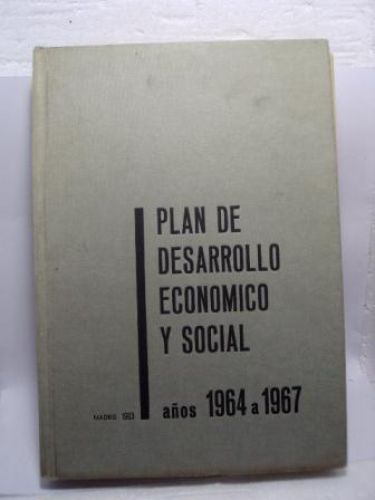 PLAN DE
DESARROLLO
ECONOMICO
Y SOCIAL
años 1964 a 1967
MADRID 1963